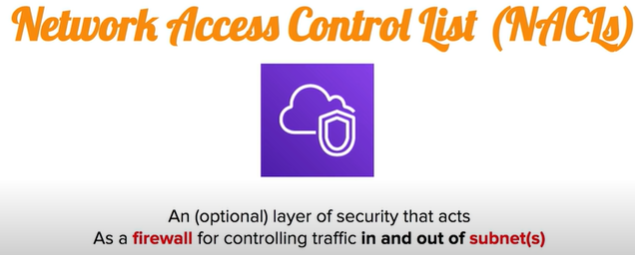 Network Access Control List (NACLs)
An (optional) layer of security that acts
As a firewall for controlling traffic in and out of subnet(s)